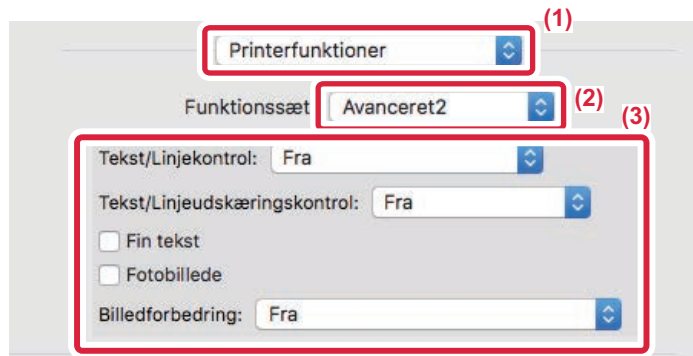 (1)
Printerfunktioner
Funktionssæt Avanceret2 (2)
(3)
Tekst/Linjekontrol: Fra
Tekst/Linjeudskæringskontrol: Fra
Fin tekst
Fotobillede
Billedforbedring: Fra